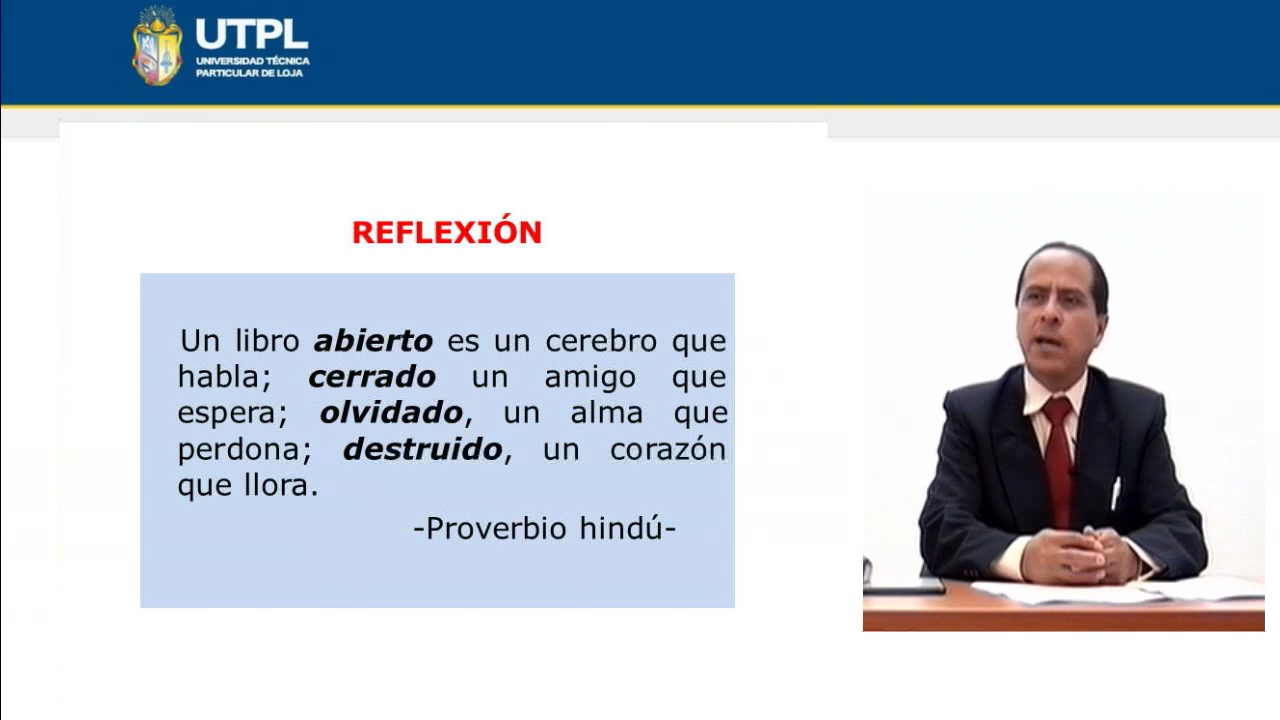 UTPL
UNIVERSIDAD TÉCNICA
PARTICULAR DE LOJA
REFLEXIÓN
Un libro abierto es un cerebro que
habla; cerrado un amigo que
espera; olvidado, un alma que
perdona; destruido, un corazón
que llora.
-Proverbio hindú-